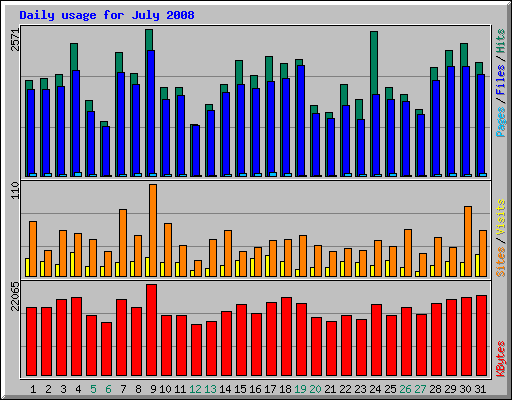 Daily usage for July 2008
2571
Pages / Files / Hits
110
Sites / Visits
22065
KBytes
1 2 3 4 5 6 7 8 9 10 11 12 13 14 15 16 17 18 19 20 21 22 23 24 25 26 27 28 29 30 31